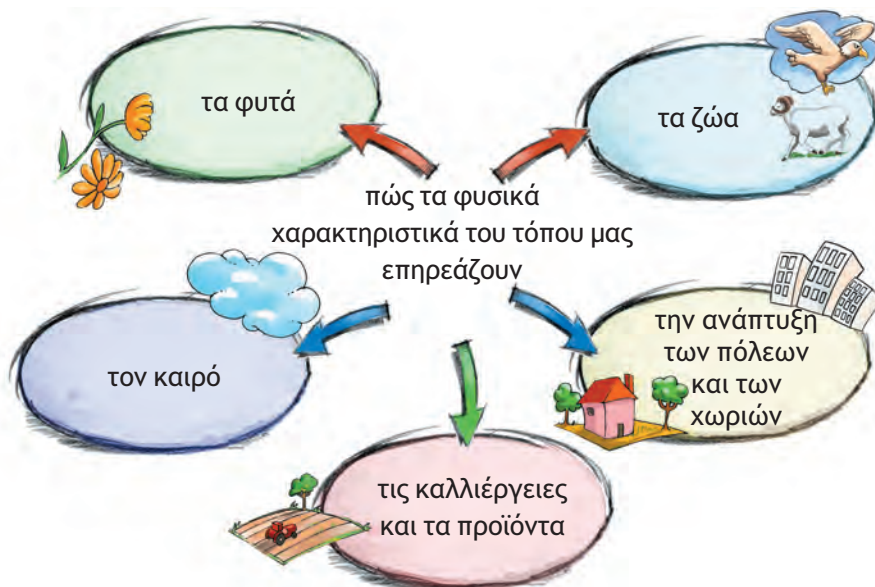 τα φυτά
τα ζώα
πώς τα φυσικά
χαρακτηριστικά του τόπου μας
επηρεάζουν
τον καιρό
την ανάπτυξη
των πόλεων
και των
χωριών
τις καλλιέργειες
και τα προϊόντα